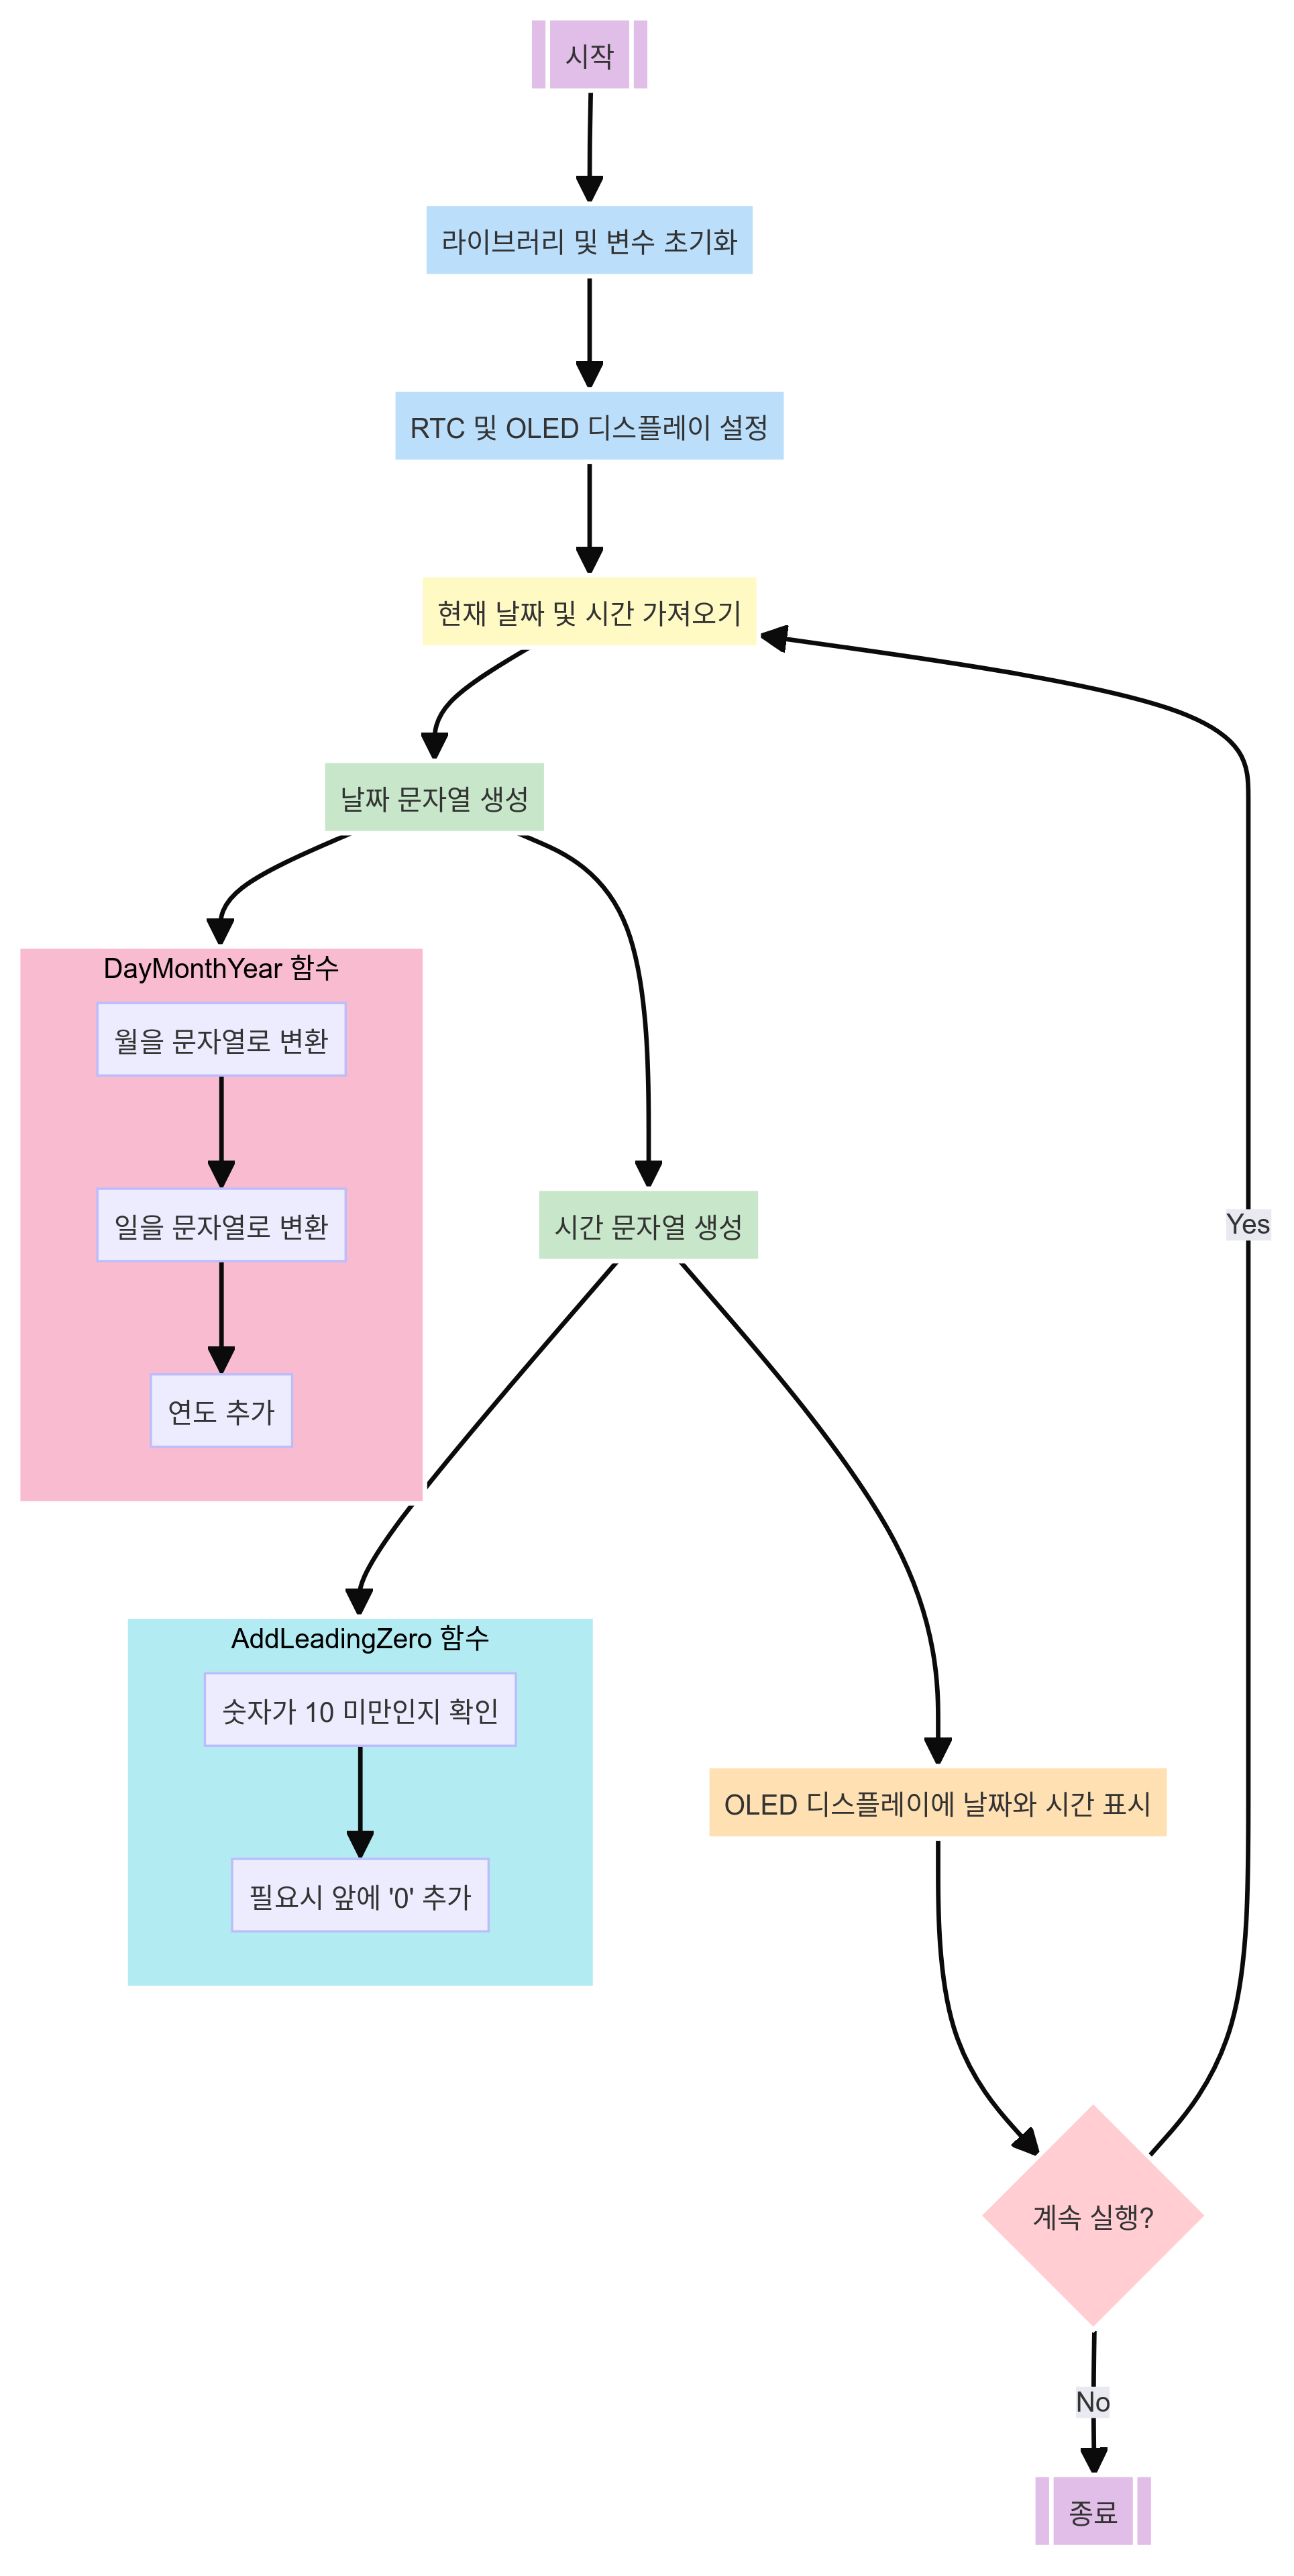 시작
라이브러리 및 변수 초기화
RTC 및 OLED 디스플레이 설정
현재 날짜 및 시간 가져오기
날짜 문자열 생성
DayMonthYear 함수
월을 문자열로 변환
일을 문자열로 변환
연도 추가
시간 문자열 생성
Yes
AddLeadingZero 함수
숫자가 10 미만인지 확인
필요시 앞에 '0' 추가
OLED 디스플레이에 날짜와 시간 표시
계속 실행?
No
종료